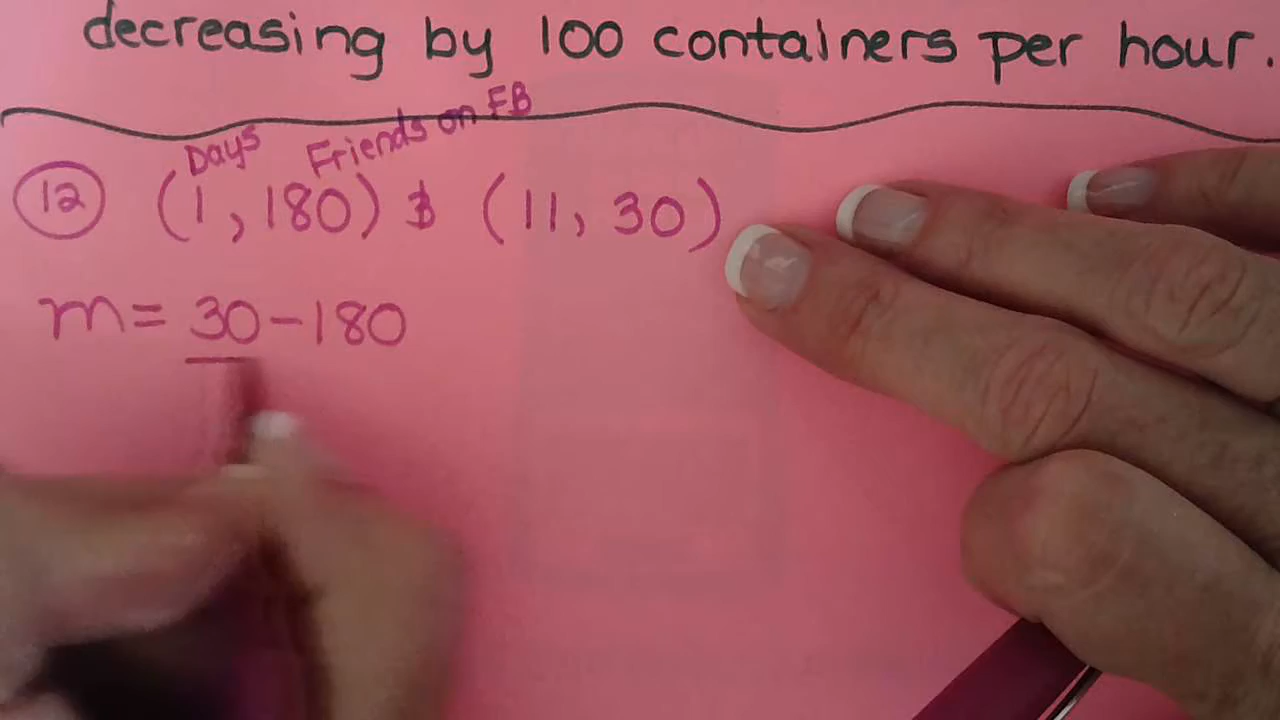 decreasing by 100 containers per hour.
Days Friends on FB
12 (1, 180) & (11, 30)
m = 30 - 180